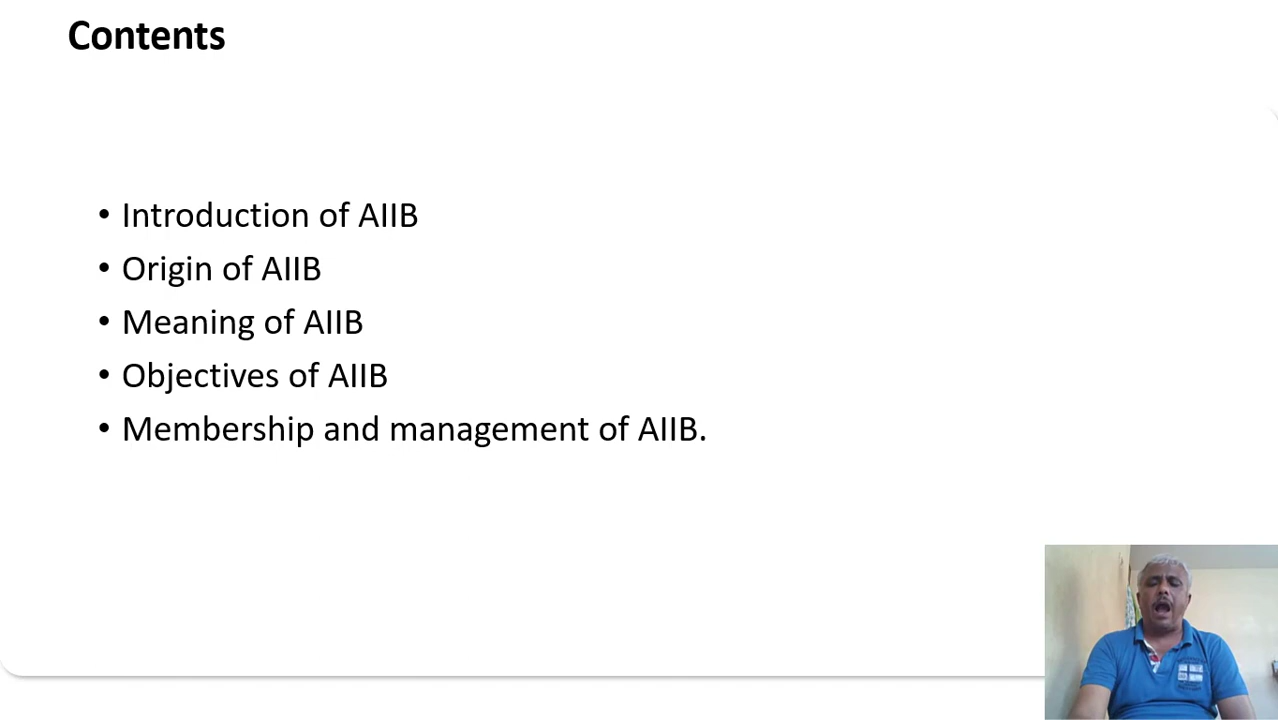 Contents
• Introduction of AIIB
• Origin of AIIB
• Meaning of AIIB
• Objectives of AIIB
• Membership and management of AIIB.